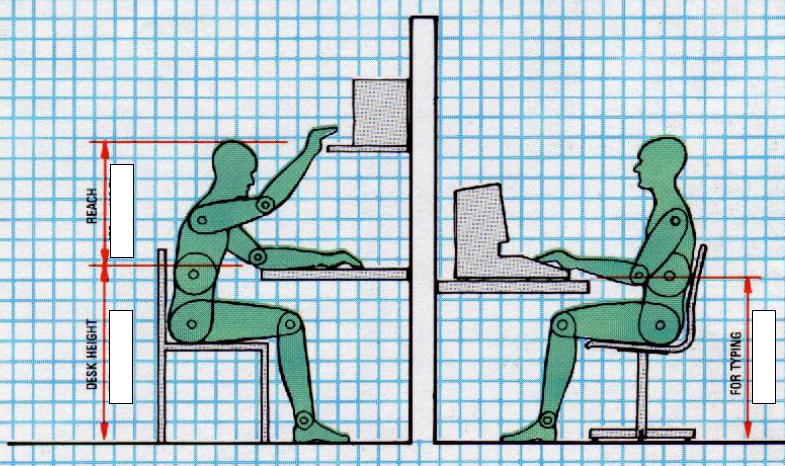 REACH
DESK HEIGHT
FOR TYPING